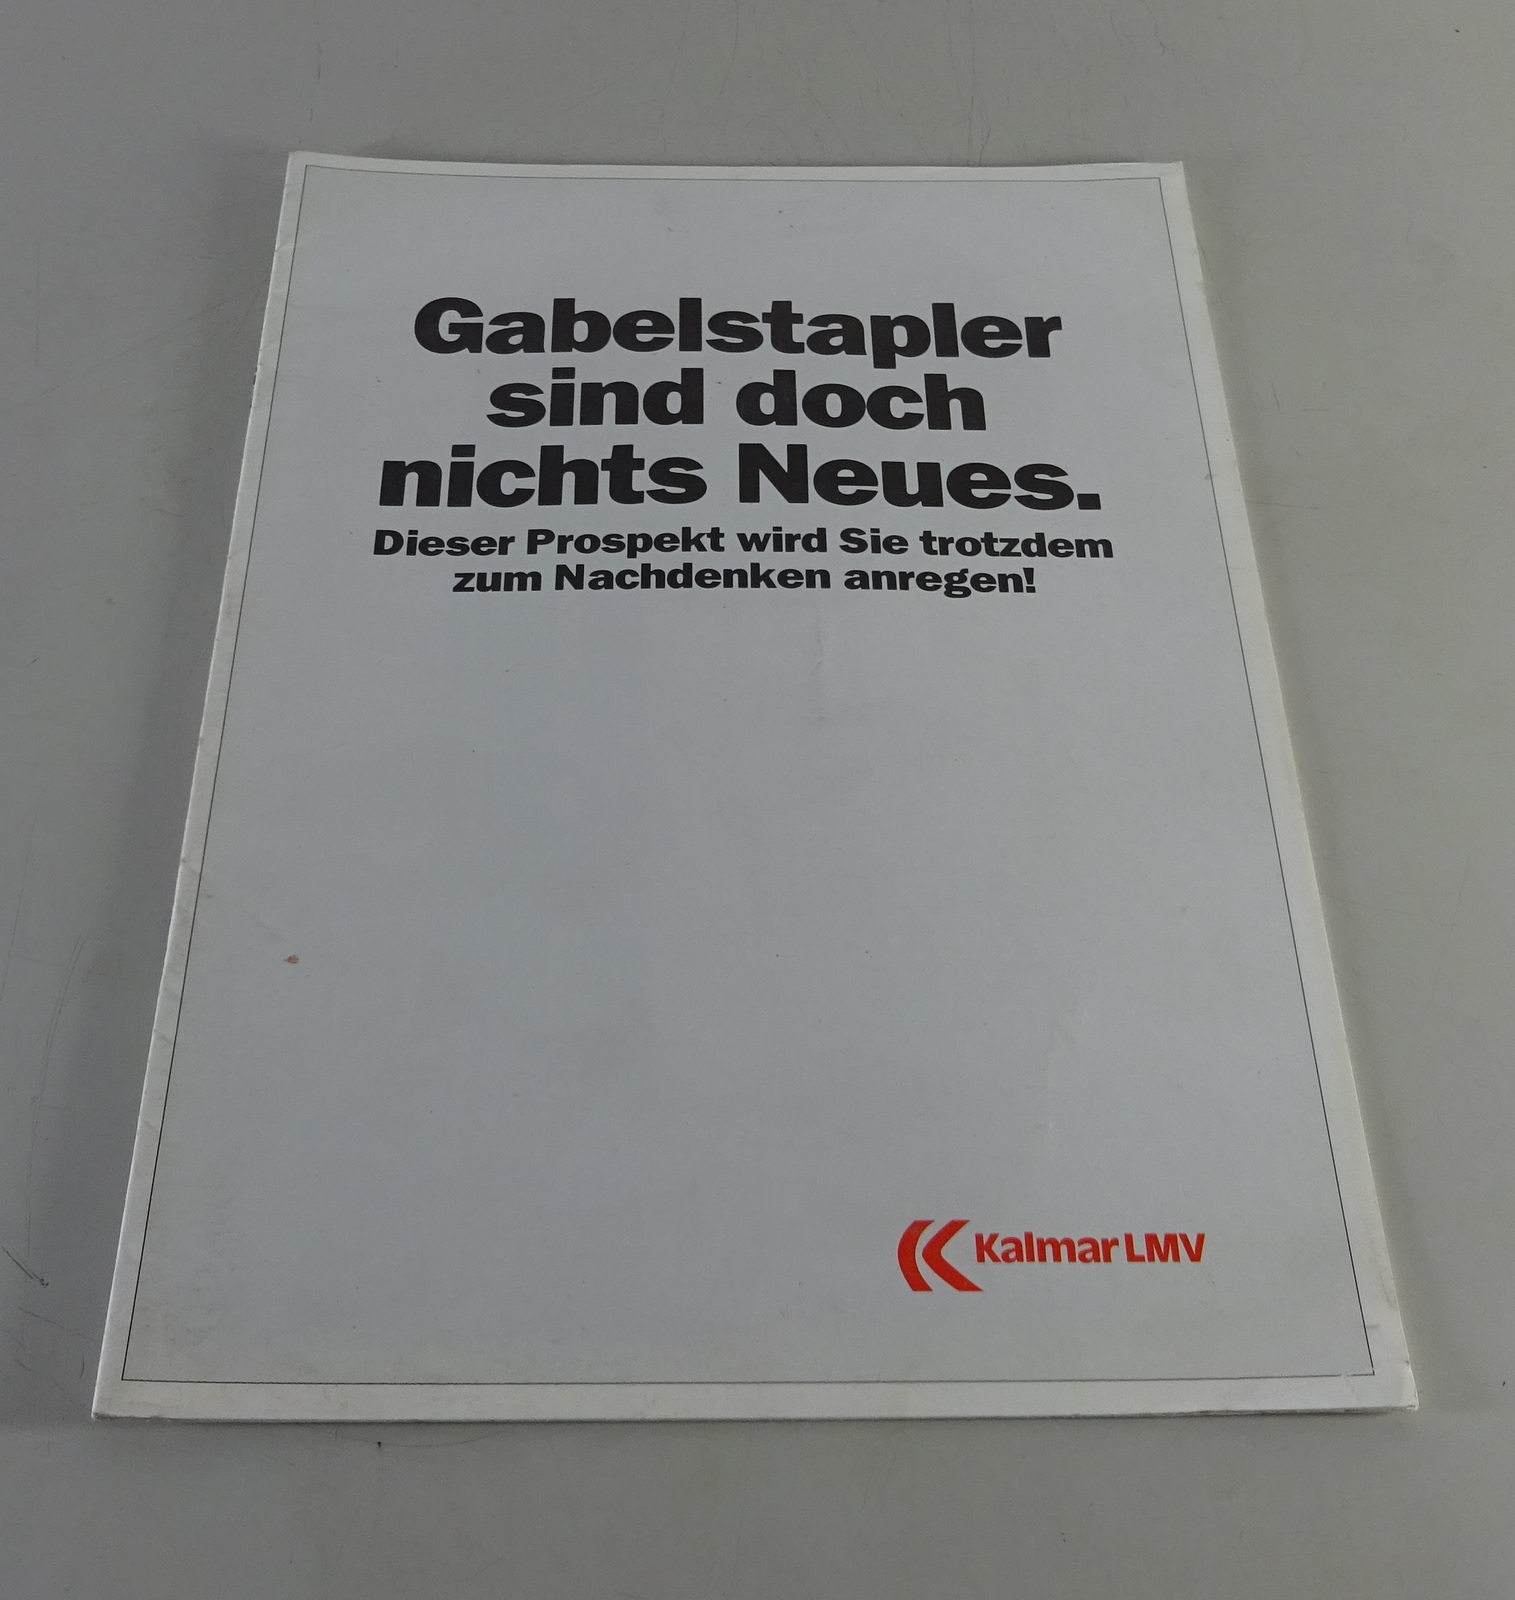 Gabelstapler
sind doch
nichts Neues.
Dieser Prospekt wird Sie trotzdem
zum Nachdenken anregen!
Kalmar LMV